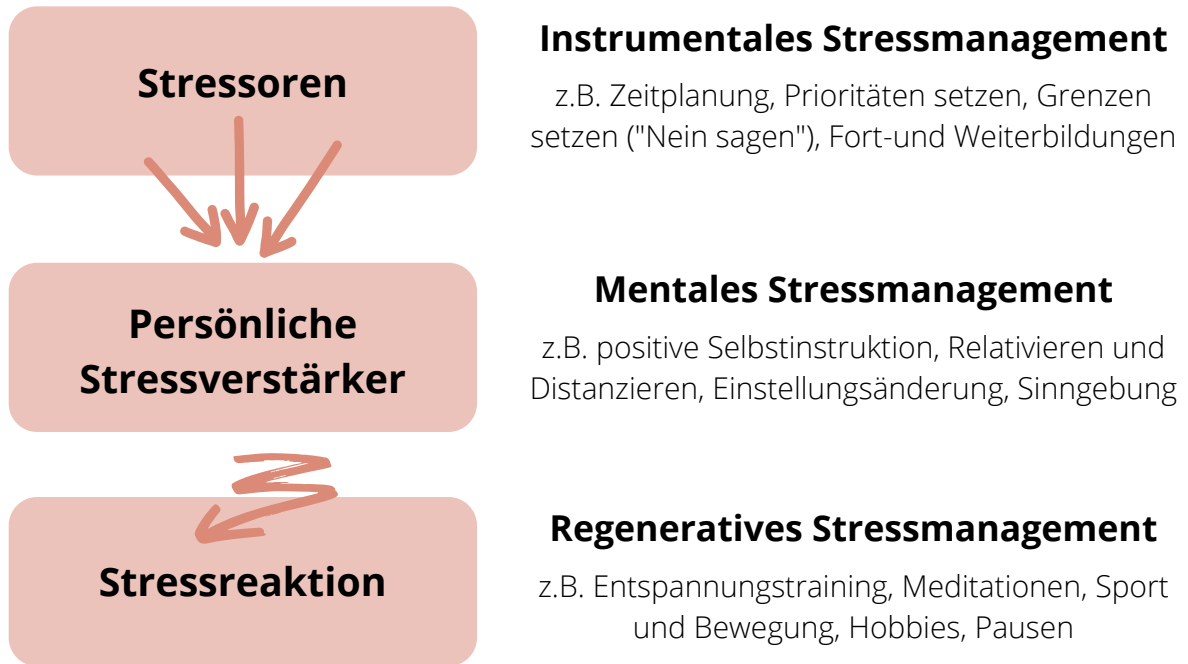 Stressoren
Instrumentales Stressmanagement
z.B. Zeitplanung, Prioritäten setzen, Grenzen
setzen ("Nein sagen"), Fort-und Weiterbildungen
Persönliche
Stressverstärker
Mentales Stressmanagement
z.B. positive Selbstinstruktion, Relativieren und
Distanzieren, Einstellungsänderung, Sinngebung
Stressreaktion
Regeneratives Stressmanagement
z.B. Entspannungstraining, Meditationen, Sport
und Bewegung, Hobbies, Pausen